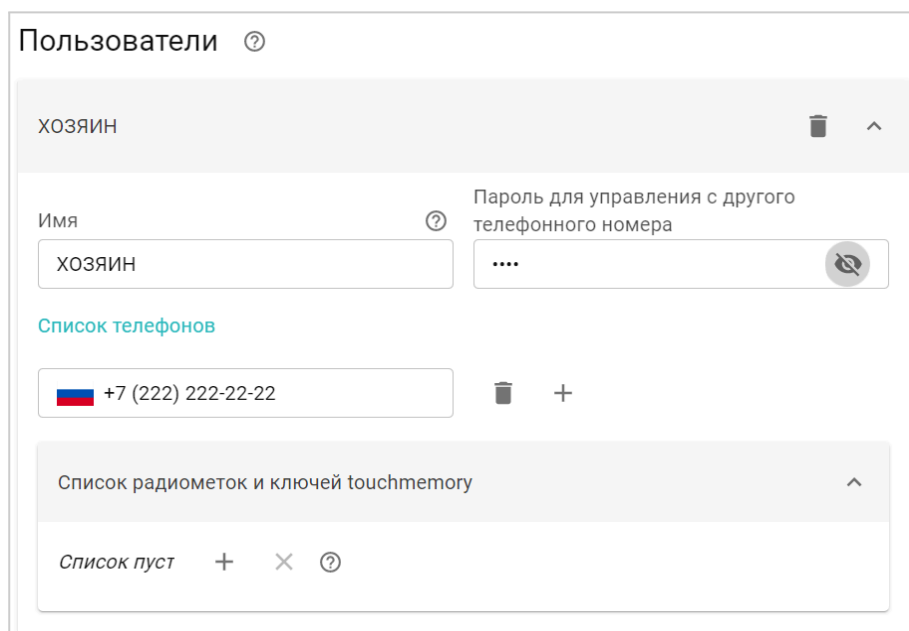 Пользователи
ХОЗЯИН
Имя
Пароль для управления с другого
телефонного номера
ХОЗЯИН
••••
Список телефонов
+7 (222) 222-22-22
Список радиометок и ключей touchmemory
Список пуст